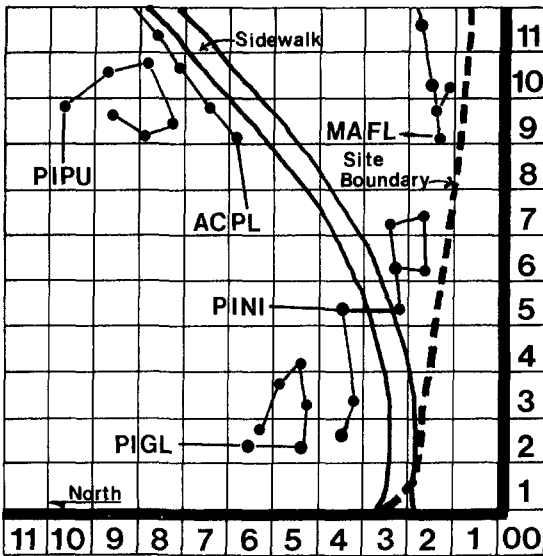 Sidewalk
11
10
MAFL
9
Site
Boundary
8
PIPU
ACPL
7
6
PINI
5
4
3
PIGL
2
North
1
11 10 9 8 7 6 5 4 3 2 1 00